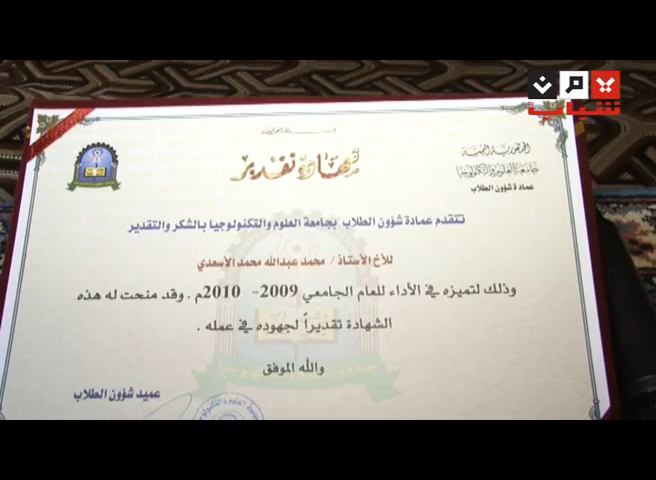 يمن
شباب
الجمهورية اليمنية
جامعة العلوم والتكنولوجيا
عمادة شؤون الطلاب
شهادة تقدير
تتقدم عمادة شؤون الطلاب بجامعة العلوم والتكنولوجيا بالشكر والتقدير
للأخ الأستاذ / محمد عبدالله محمد الأسعدي
وذلك لتميزه في الأداء للعام الجامعي 2009 - 2010م . وقد منحت له هذه
الشهادة تقديراً لجهوده في عمله .
والله الموفق
عميد شؤون الطلاب